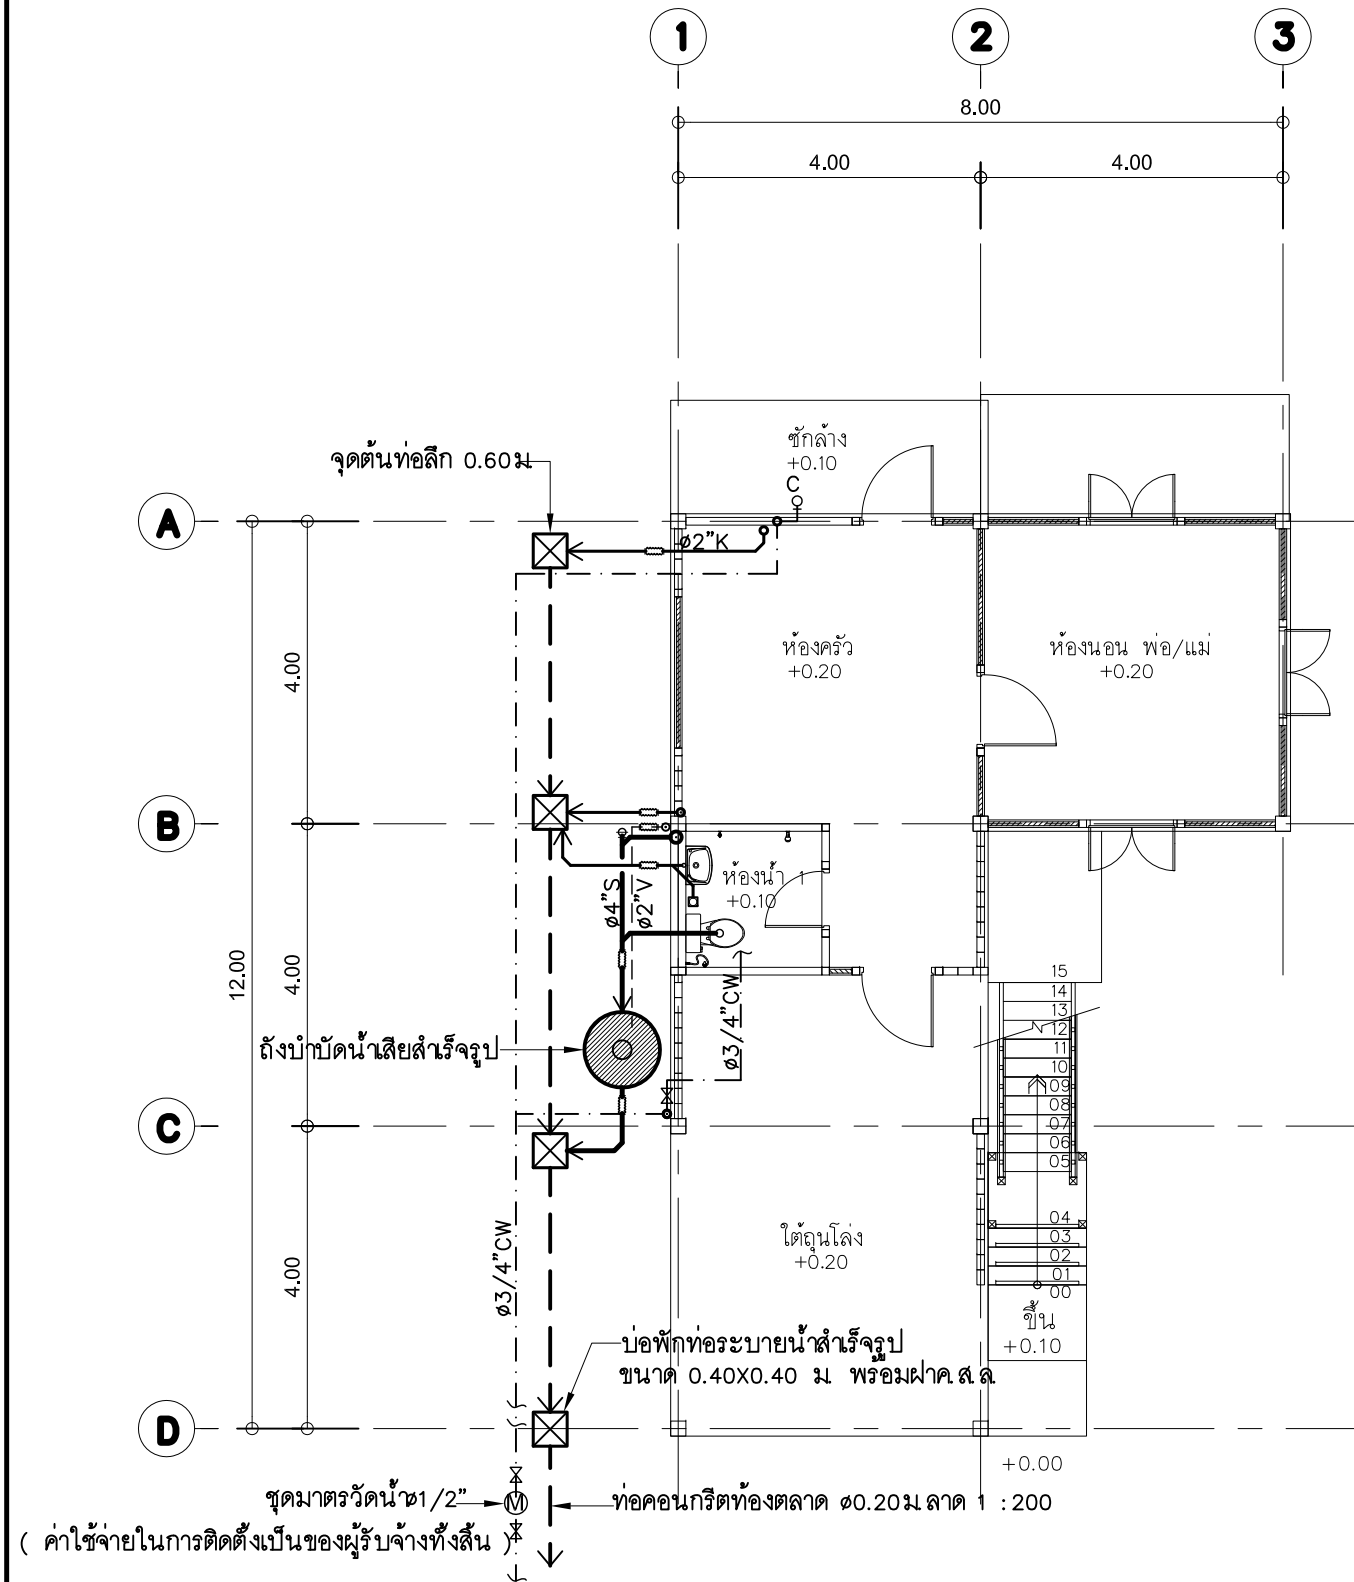 1
2
3
8.00
4.00
4.00
ซักล้าง
+0.10
จุดต้นท่อลึก 0.60ม.
C
A
ø2"K
ห้องครัว
+0.20
ห้องนอน พ่อ/แม่
+0.20
4.00
B
ห้องน้ำ 1
+0.10
ø4"S
ø2"V
12.00
4.00
ø3/4"CW
15
14
13
12
11
10
09
08
07
06
05
04
03
02
01
00
ถังบำบัดน้ำเสียสำเร็จรูป
C
ใต้ถุนโล่ง
+0.20
4.00
ø3/4"CW
ขึ้น
+0.10
บ่อพักท่อระบายน้ำสำเร็จรูป
ขนาด 0.40X0.40 ม. พร้อมฝาค.ส.ล.
D
+0.00
ชุดมาตรวัดน้ำø1/2"
M
ท่อคอนกรีตท้องตลาด ø0.20ม.ลาด 1 :200
( ค่าใช้จ่ายในการติดตั้งเป็นของผู้รับจ้างทั้งสิ้น )